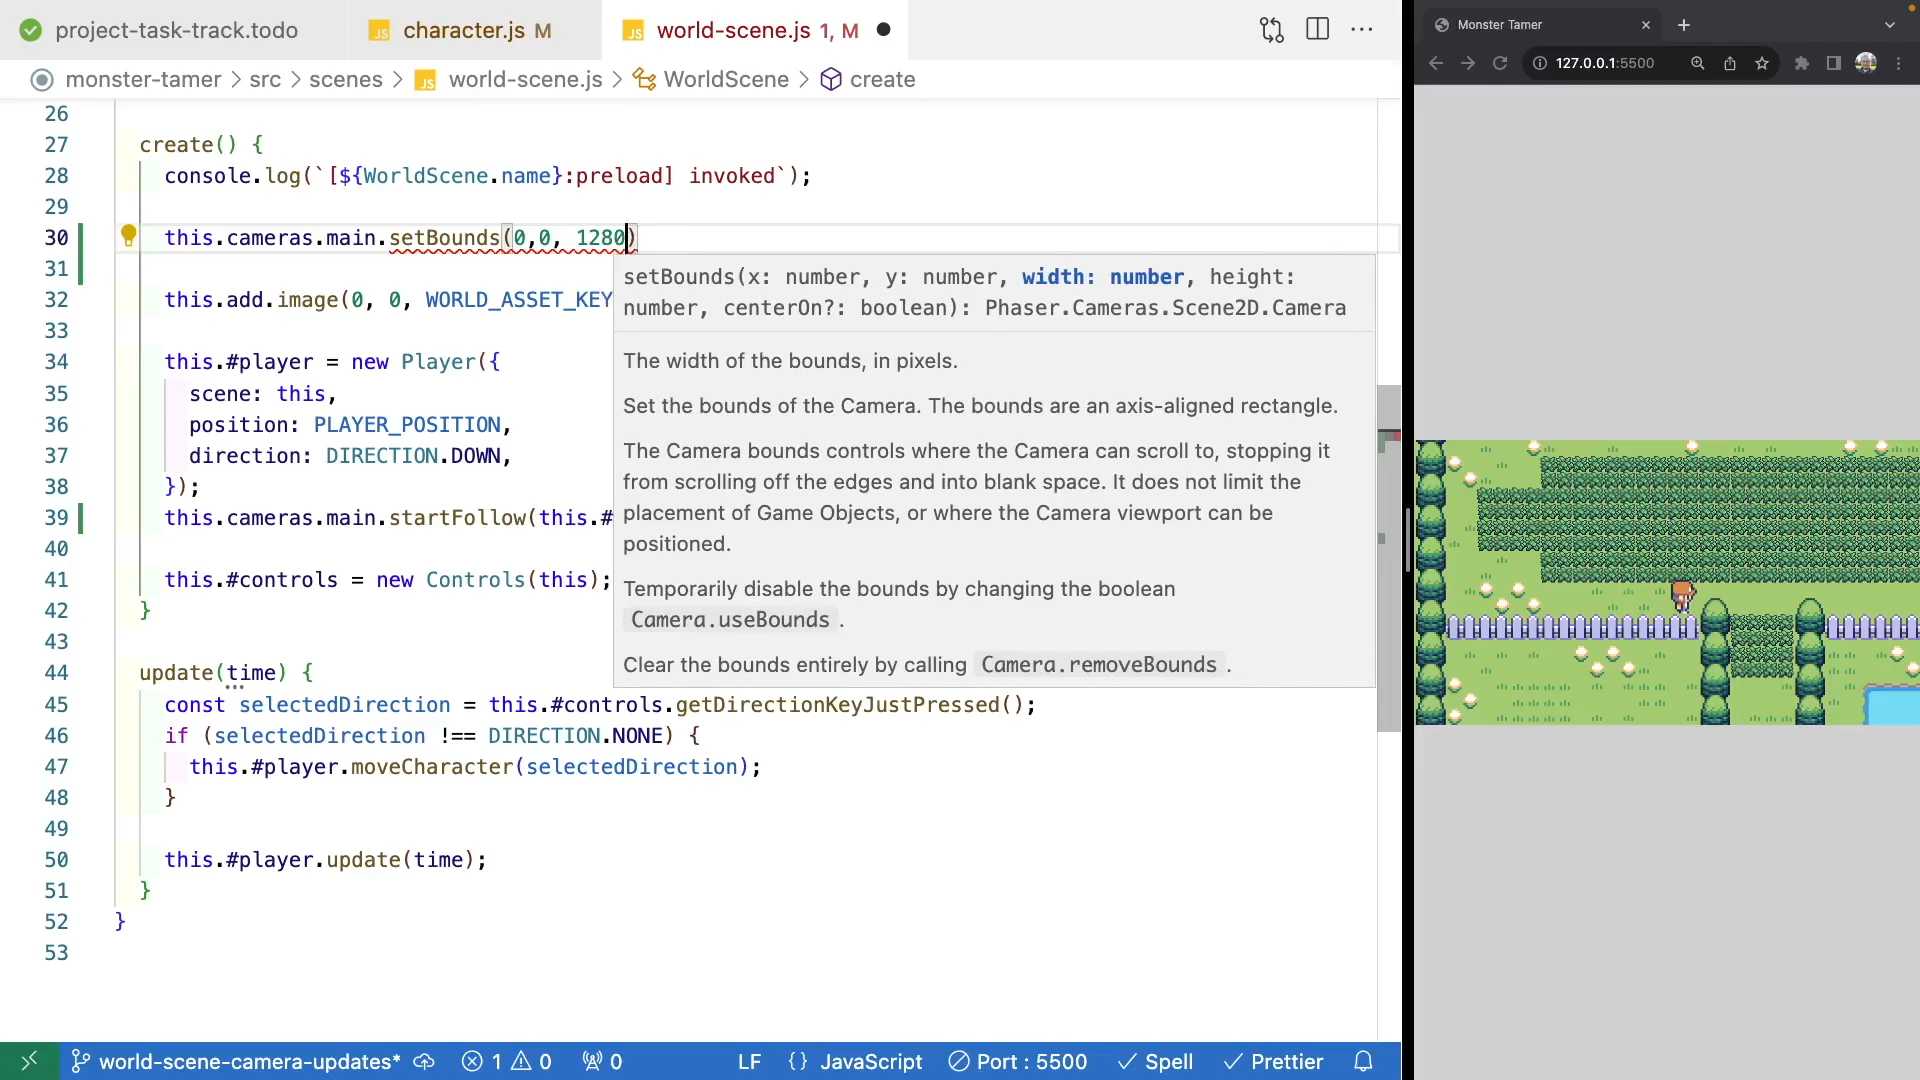 project-task-track.todo
character.js M
world-scene.js 1, M
monster-tamer > src > scenes > world-scene.js > WorldScene > create
26
27 create() {
28 console.log(`[${WorldScene.name}:preload] invoked`);
29
30 this.cameras.main.setBounds(0,0, 1280)
31
32 this.add.image(0, 0, WORLD_ASSET_KEY
33
34 this.#player = new Player({
35 scene: this,
36 position: PLAYER_POSITION,
37 direction: DIRECTION.DOWN,
38 });
39 this.cameras.main.startFollow(this.#
40
41 this.#controls = new Controls(this);
42 }
43
44 update(time) {
45 const selectedDirection = this.#controls.getDirectionKeyJustPressed();
46 if (selectedDirection !== DIRECTION.NONE) {
47 this.#player.moveCharacter(selectedDirection);
48 }
49
50 this.#player.update(time);
51 }
52 }
53
setBounds(x: number, y: number, width: number, height:
number, centerOn?: boolean): Phaser.Cameras.Scene2D.Camera
The width of the bounds, in pixels.
Set the bounds of the Camera. The bounds are an axis-aligned rectangle.
The Camera bounds controls where the Camera can scroll to, stopping it
from scrolling off the edges and into blank space. It does not limit the
placement of Game Objects, or where the Camera viewport can be
positioned.
Temporarily disable the bounds by changing the boolean
Camera.useBounds .
Clear the bounds entirely by calling Camera.removeBounds .
world-scene-camera-updates* 1 0 0 LF {} JavaScript Port : 5500 Spell Prettier
Monster Tamer
127.0.0.1:5500